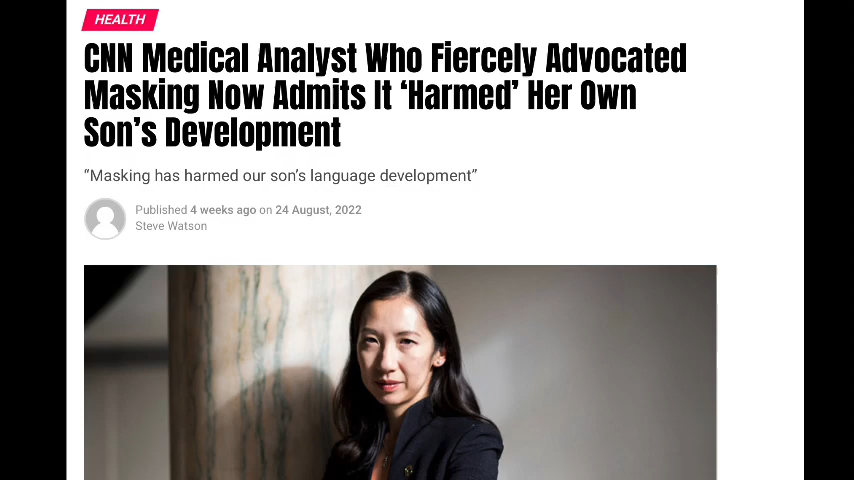 HEALTH
CNN Medical Analyst Who Fiercely Advocated
Masking Now Admits It ‘Harmed’ Her Own
Son’s Development
“Masking has harmed our son’s language development”
Published 4 weeks ago on 24 August, 2022
Steve Watson